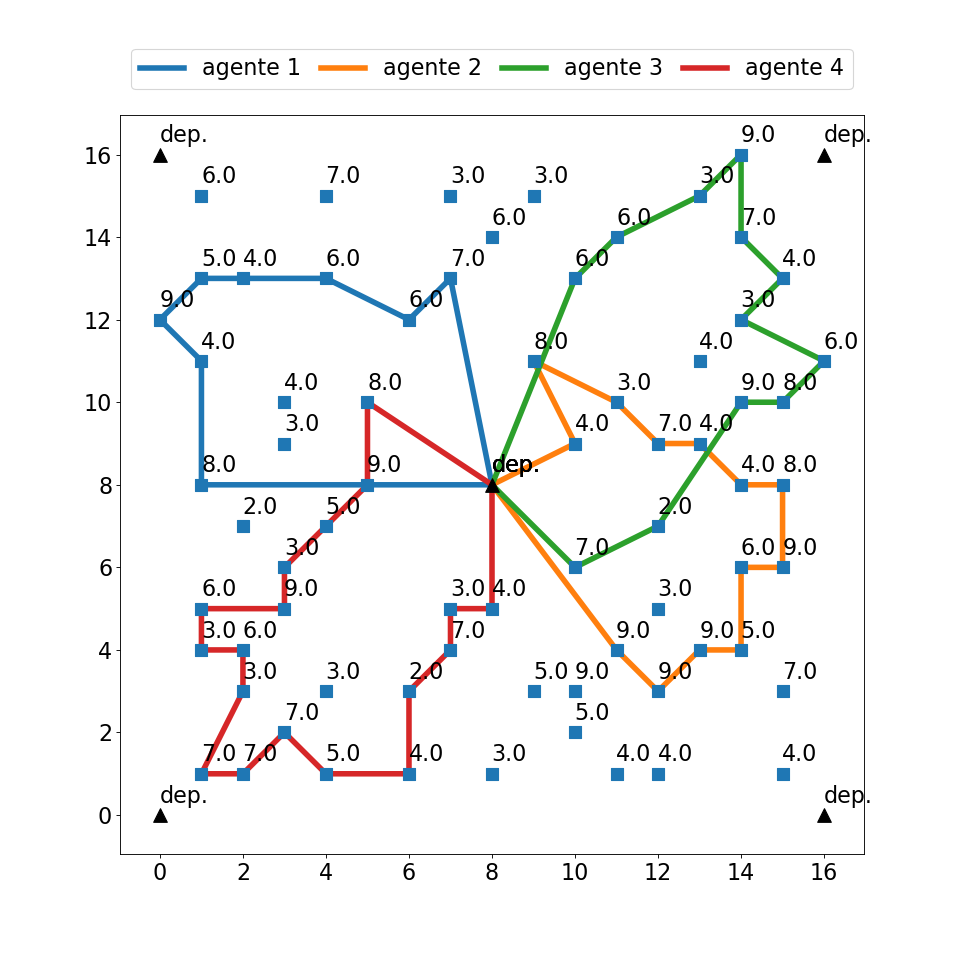 agente 1 agente 2 agente 3 agente 4
9.0
dep. dep.
16
6.0 7.0 3.0 3.0 3.0
6.0 6.0 7.0
14
5.0 4.0 6.0 7.0 6.0 4.0
9.0 6.0 3.0
12
4.0 8.0 4.0 6.0
4.0 8.0 3.0 9.0 8.0
10
3.0 4.0 7.0 4.0
8.0 9.0 dep. 4.0 8.0
8
2.0 5.0 2.0
3.0 7.0 6.0 9.0
6
6.0 9.0 3.0 4.0 3.0
3.0 6.0 7.0 9.0 9.0 5.0
4
3.0 3.0 2.0 5.0 9.0 9.0 7.0
7.0 5.0
2
7.0 7.0 5.0 4.0 3.0 4.0 4.0 4.0
dep. dep.
0
0 2 4 6 8 10 12 14 16